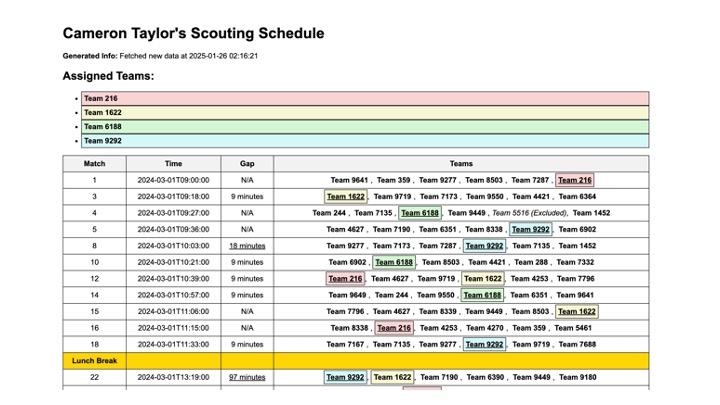 Cameron Taylor's Scouting Schedule
Generated Info: Fetched new data at 2025-01-26 02:16:21
Assigned Teams:
• Team 216
• Team 1622
• Team 6188
• Team 9292
Match Time Gap Teams
1 2024-03-01T09:00:00 N/A Team 9641 , Team 359 , Team 9277 , Team 8503 , Team 7287 , Team 216
3 2024-03-01T09:18:00 9 minutes Team 1622 , Team 9719 , Team 7173 , Team 9550 , Team 4421 , Team 6364
4 2024-03-01T09:27:00 N/A Team 244 , Team 7135 , Team 6188 , Team 9449 , Team 5516 (Excluded), Team 1452
5 2024-03-01T09:36:00 N/A Team 4627 , Team 7190 , Team 6351 , Team 8338 , Team 9292 , Team 6902
8 2024-03-01T10:03:00 18 minutes Team 9277 , Team 7173 , Team 7287 , Team 9292 , Team 7135 , Team 1452
10 2024-03-01T10:21:00 9 minutes Team 6902 , Team 6188 , Team 8503 , Team 4421 , Team 288 , Team 7332
12 2024-03-01T10:39:00 9 minutes Team 216 , Team 4627 , Team 9719 , Team 1622 , Team 4253 , Team 7796
14 2024-03-01T10:57:00 9 minutes Team 9649 , Team 244 , Team 9550 , Team 6188 , Team 6351 , Team 9641
15 2024-03-01T11:06:00 N/A Team 7796 , Team 4627 , Team 8339 , Team 9449 , Team 8503 , Team 1622
16 2024-03-01T11:15:00 N/A Team 8338 , Team 216 , Team 4253 , Team 4270 , Team 359 , Team 5461
18 2024-03-01T11:33:00 9 minutes Team 7167 , Team 7135 , Team 9277 , Team 9292 , Team 9719 , Team 7688
Lunch Break
22 2024-03-01T13:19:00 97 minutes Team 9292 , Team 1622 , Team 7190 , Team 6390 , Team 9449 , Team 9180